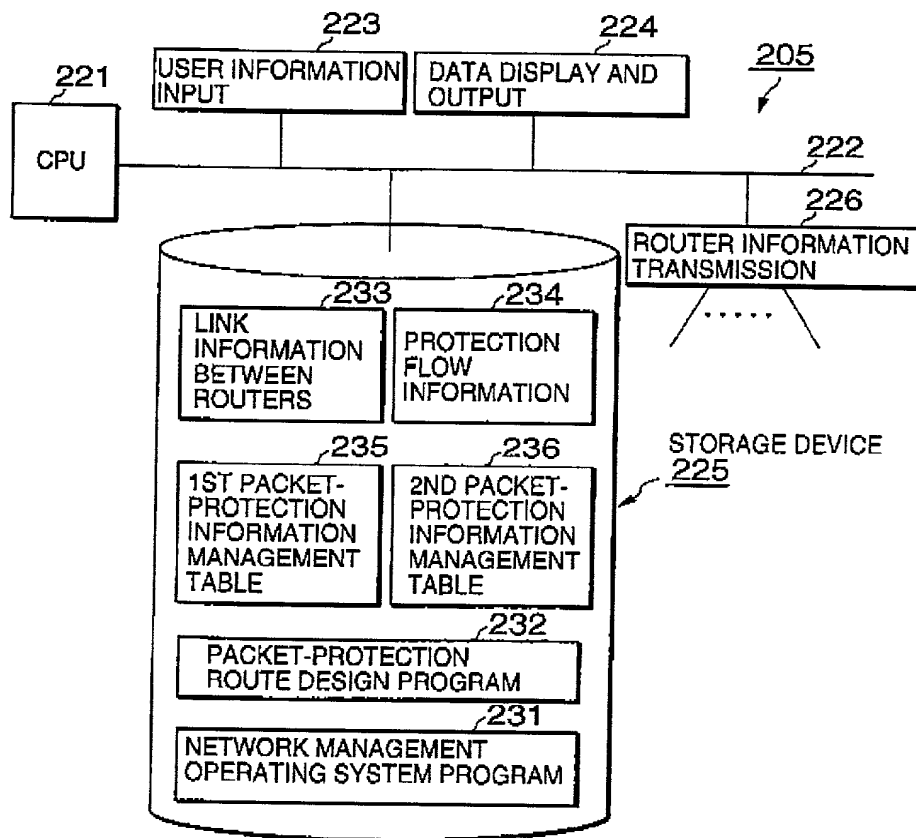 223
224
205
221
USER INFORMATION
INPUT
DATA DISPLAY AND
OUTPUT
CPU
222
226
ROUTER INFORMATION
TRANSMISSION
.....
233
234
LINK
INFORMATION
BETWEEN
ROUTERS
PROTECTION
FLOW
INFORMATION
STORAGE DEVICE
225
235
236
1ST PACKET-
PROTECTION
INFORMATION
MANAGEMENT
TABLE
2ND PACKET-
PROTECTION
INFORMATION
MANAGEMENT
TABLE
232
PACKET-PROTECTION
ROUTE DESIGN PROGRAM
231
NETWORK MANAGEMENT
OPERATING SYSTEM PROGRAM